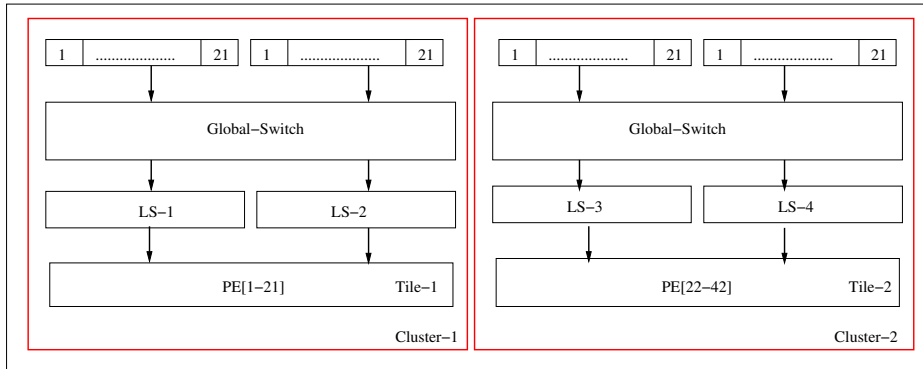 1 .................... 21 1 .................... 21 1 .................... 21 1 .................... 21
Global−Switch Global−Switch
LS−1 LS−2 LS−3 LS−4
PE[1−21] Tile−1 PE[22−42] Tile−2
Cluster−1 Cluster−2